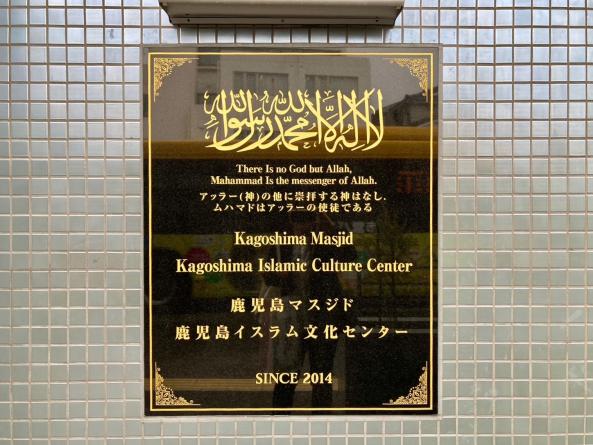 لا إله إلا الله محمد رسول الله
There Is no God but Allah,
Mahammad Is the messenger of Allah.
アッラー(神)の他に崇拝する神はなし.
ムハマドはアッラーの使徒である
Kagoshima Masjid
Kagoshima Islamic Culture Center
鹿児島マスジド
鹿児島イスラム文化センター
SINCE 2014